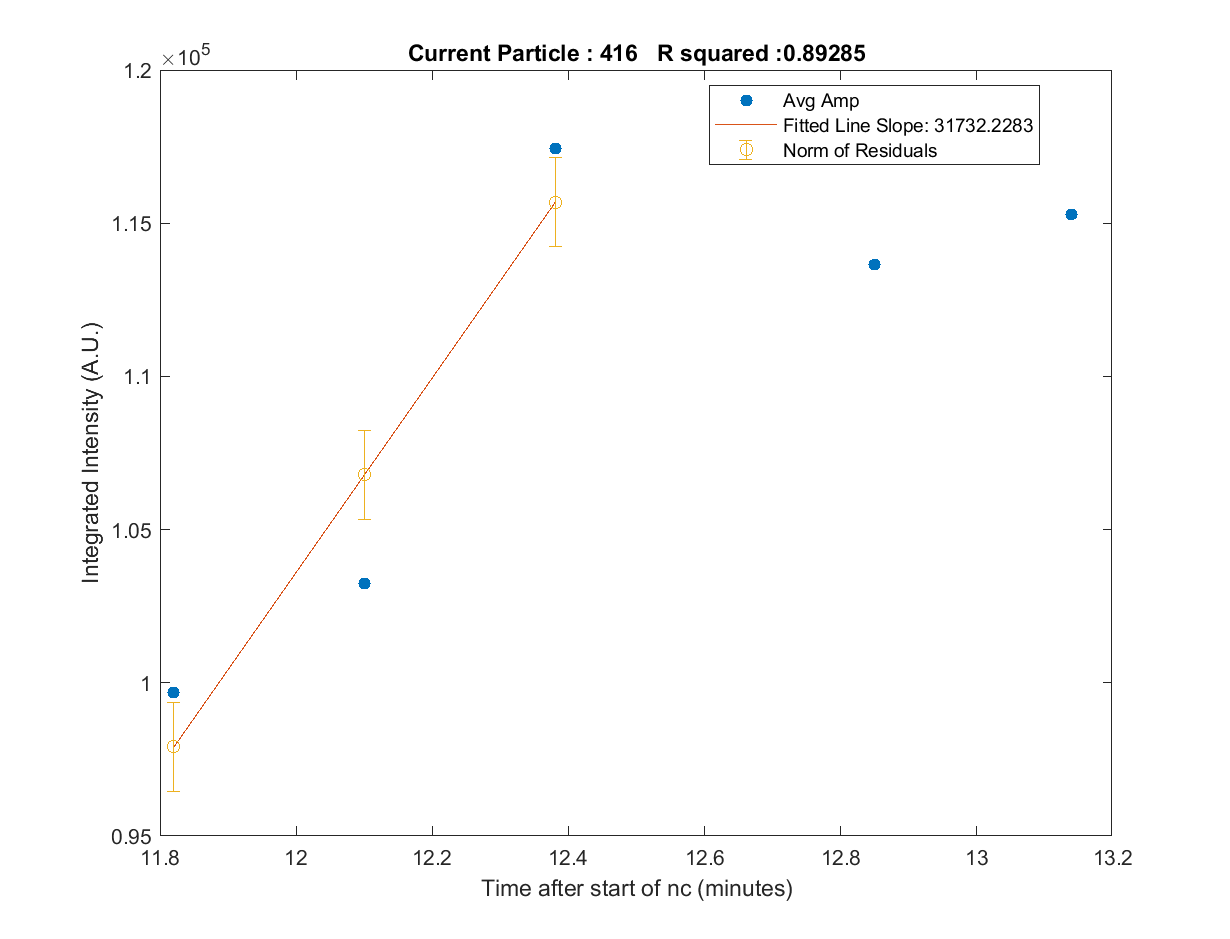 Current Particle : 416   R squared :0.89285
×10^5
1.2
1.15
1.1
1.05
1
0.95
11.8 12 12.2 12.4 12.6 12.8 13 13.2
Time after start of nc (minutes)
Integrated Intensity (A.U.)
Avg Amp
Fitted Line Slope: 31732.2283
Norm of Residuals